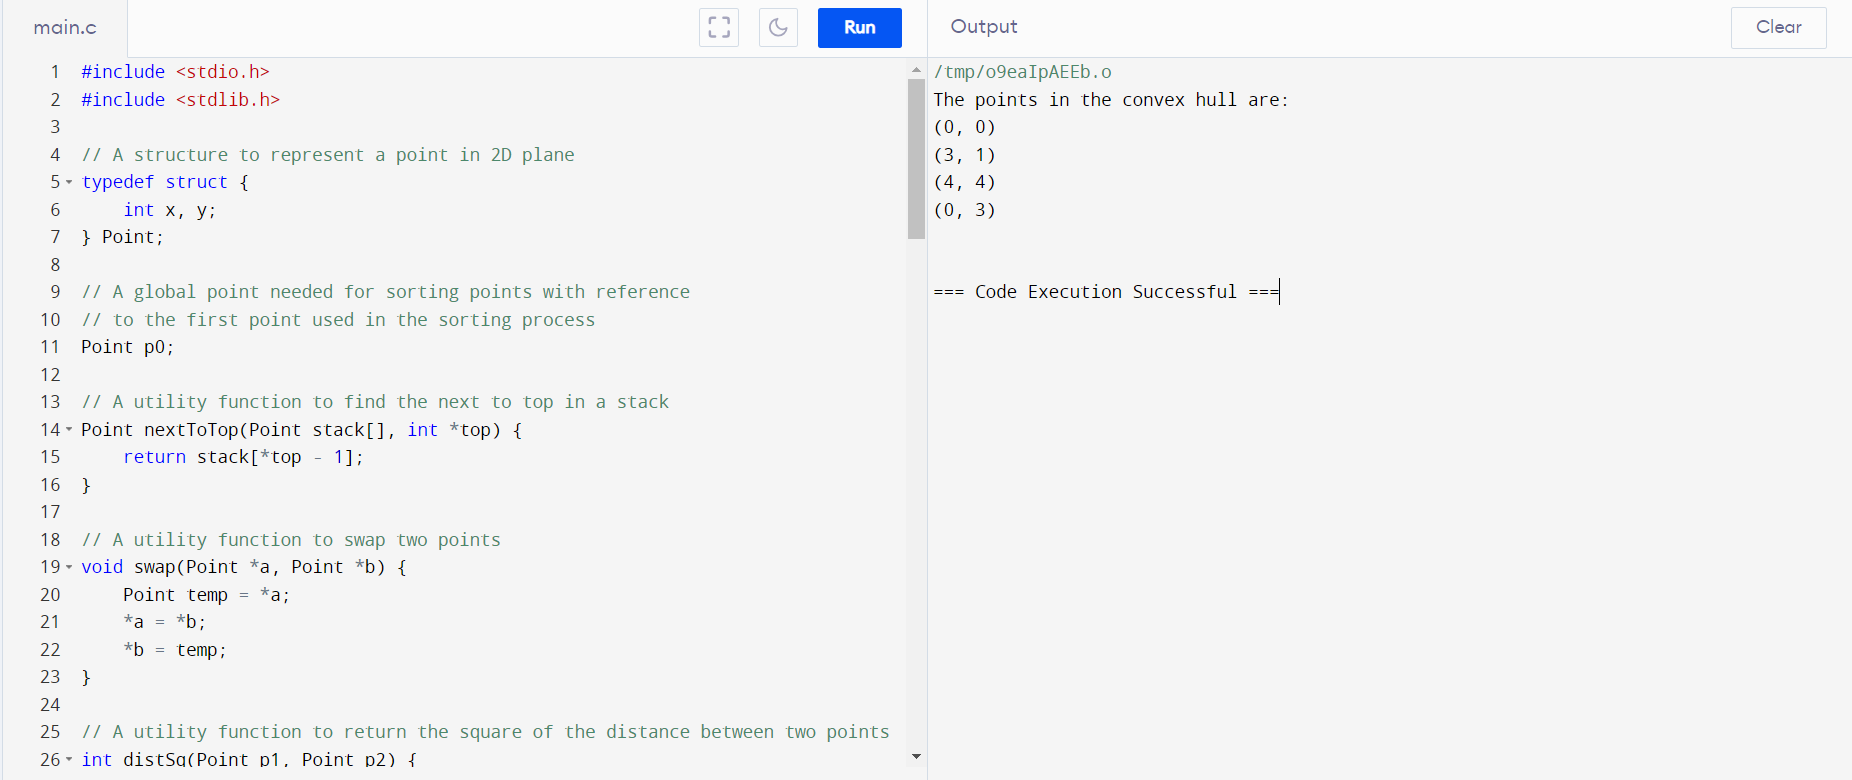 main.c
Run
Output
Clear
1 #include <stdio.h>
2 #include <stdlib.h>
3
4 // A structure to represent a point in 2D plane
5 typedef struct {
6     int x, y;
7 } Point;
8
9 // A global point needed for sorting points with reference
10 // to the first point used in the sorting process
11 Point p0;
12
13 // A utility function to find the next to top in a stack
14 Point nextToTop(Point stack[], int *top) {
15     return stack[*top - 1];
16 }
17
18 // A utility function to swap two points
19 void swap(Point *a, Point *b) {
20     Point temp = *a;
21     *a = *b;
22     *b = temp;
23 }
24
25 // A utility function to return the square of the distance between two points
26 int distSq(Point p1, Point p2) {
/tmp/o9eaIpAEEb.o
The points in the convex hull are:
(0, 0)
(3, 1)
(4, 4)
(0, 3)
=== Code Execution Successful ===